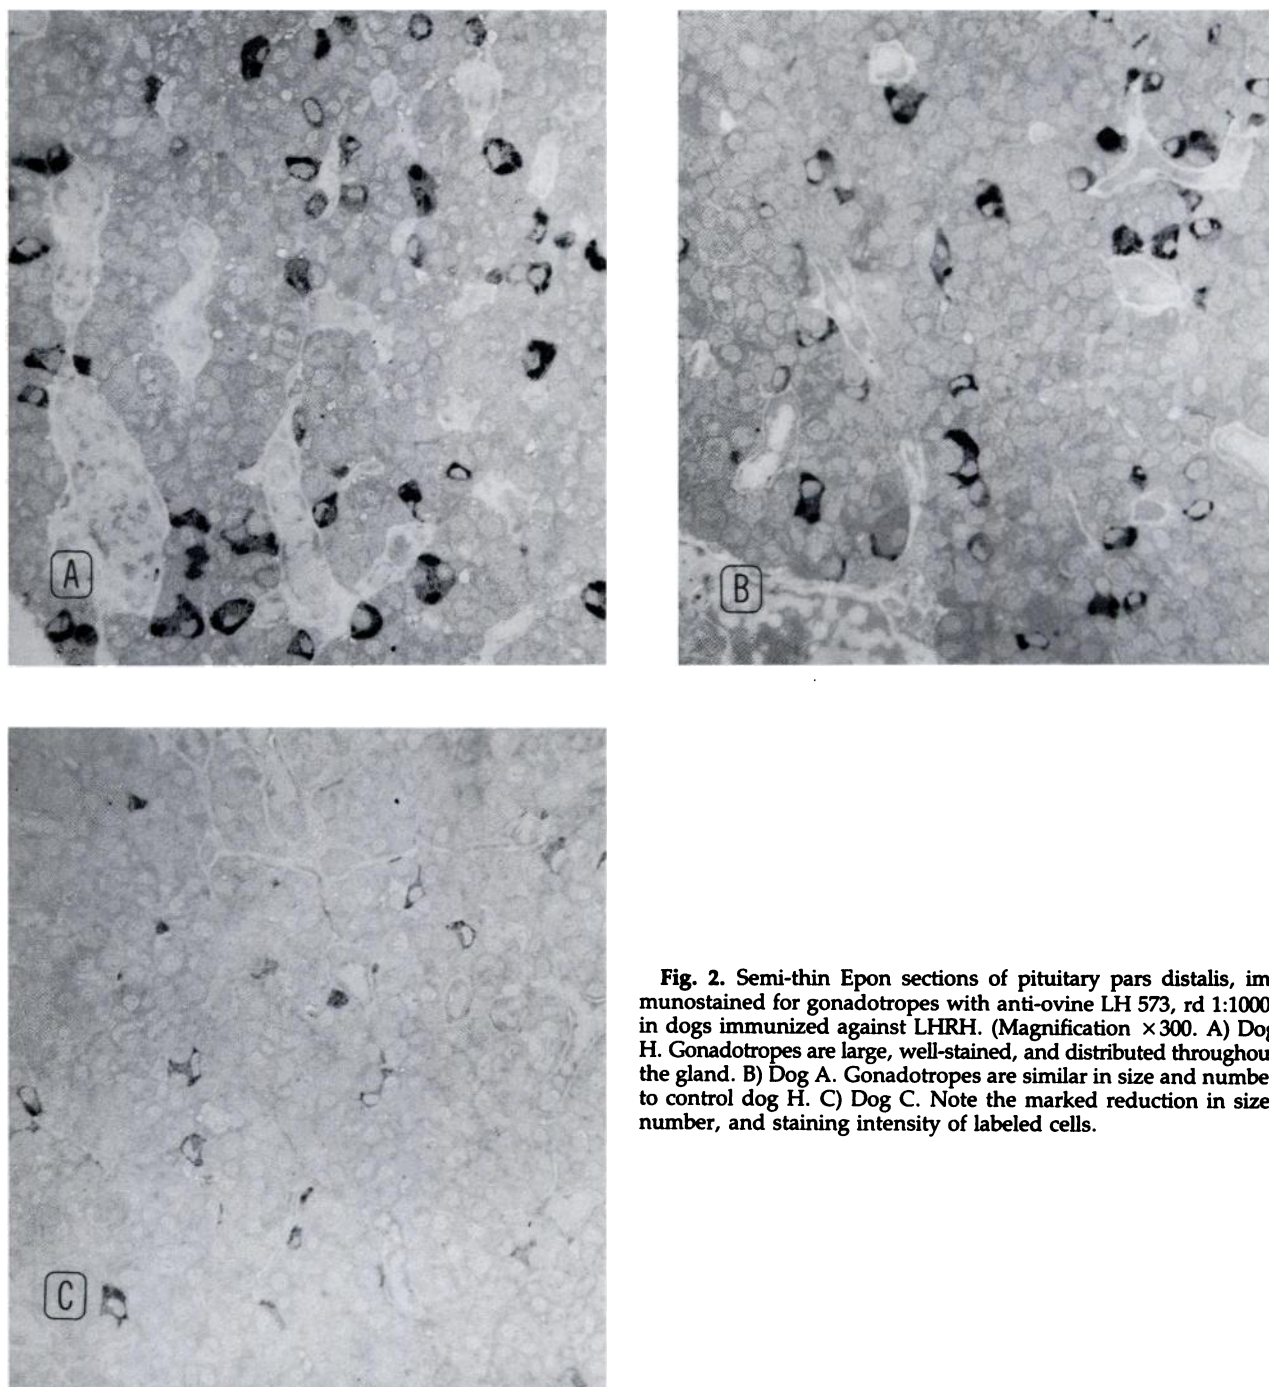 A
B
C
Fig. 2. Semi-thin Epon sections of pituitary pars distalis, im
munostained for gonadotropes with anti-ovine LH 573, rd 1:1000
in dogs immunized against LHRH. (Magnification ×300. A) Dog
H. Gonadotropes are large, well-stained, and distributed throughou
the gland. B) Dog A. Gonadotropes are similar in size and numbe
to control dog H. C) Dog C. Note the marked reduction in size
number, and staining intensity of labeled cells.